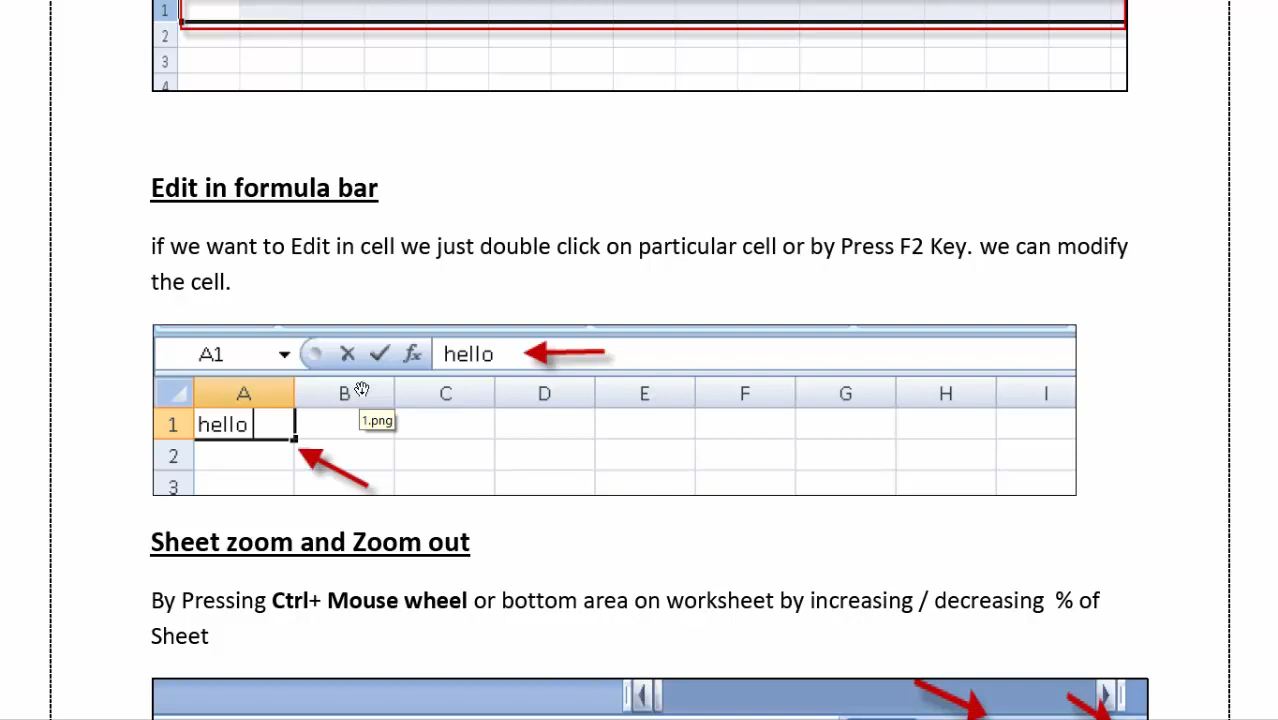 1
2
3
4
Edit in formula bar
if we want to Edit in cell we just double click on particular cell or by Press F2 Key. we can modify
the cell.
A1 fx hello
A B C D E F G H I
1 hello
1.png
2
3
Sheet zoom and Zoom out
By Pressing Ctrl+ Mouse wheel or bottom area on worksheet by increasing / decreasing % of
Sheet